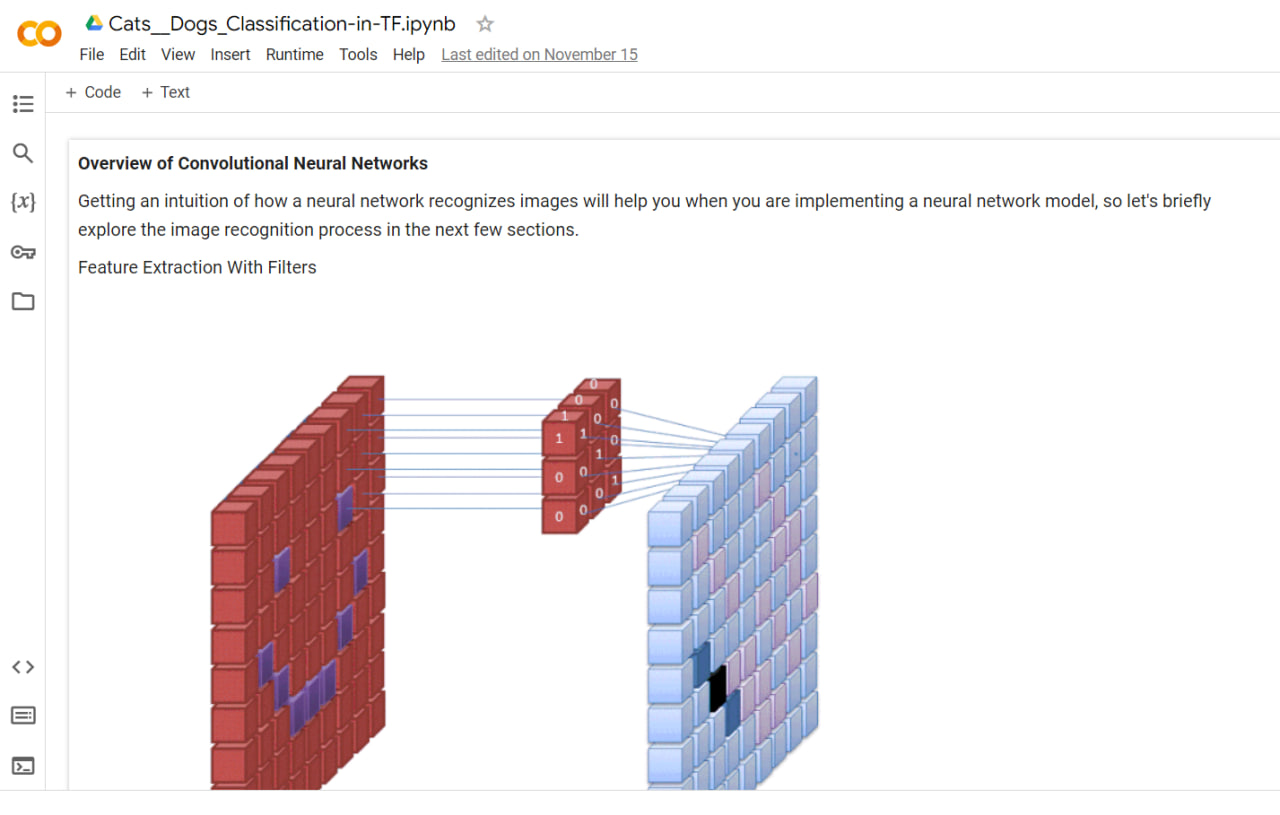 Cats__Dogs_Classification-in-TF.ipynb
File Edit View Insert Runtime Tools Help Last edited on November 15
+ Code + Text
Overview of Convolutional Neural Networks
{x}
Getting an intuition of how a neural network recognizes images will help you when you are implementing a neural network model, so let's briefly
explore the image recognition process in the next few sections.
Feature Extraction With Filters
0
0 0
1 0
1 1 0
1
0 0 1
0
0 0